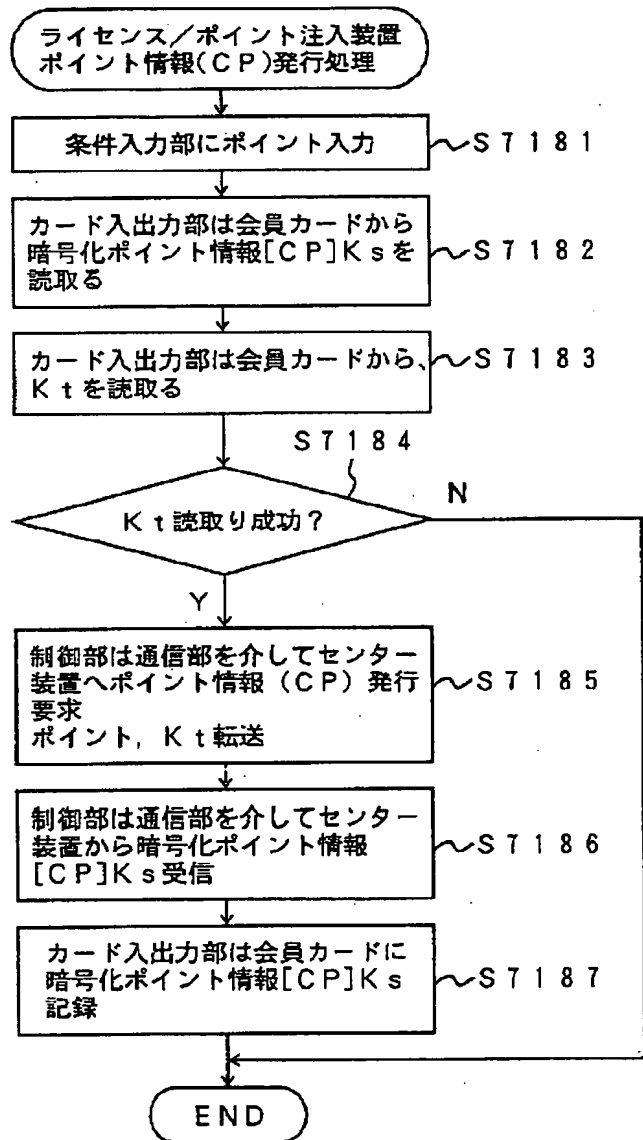 ライセンス／ポイント注入装置
ポイント情報(CP)発行処理
条件入力部にポイント入力
S7181
カード入出力部は会員カードから
暗号化ポイント情報[CP]Ksを
読取る
S7182
カード入出力部は会員カードから、
Ktを読取る
S7183
S7184
Kt読取り成功？
N
Y
制御部は通信部を介してセンター
装置へポイント情報（CP）発行
要求
ポイント，Kt転送
S7185
制御部は通信部を介してセンター
装置から暗号化ポイント情報
[CP]Ks受信
S7186
カード入出力部は会員カードに
暗号化ポイント情報[CP]Ks
記録
S7187
END